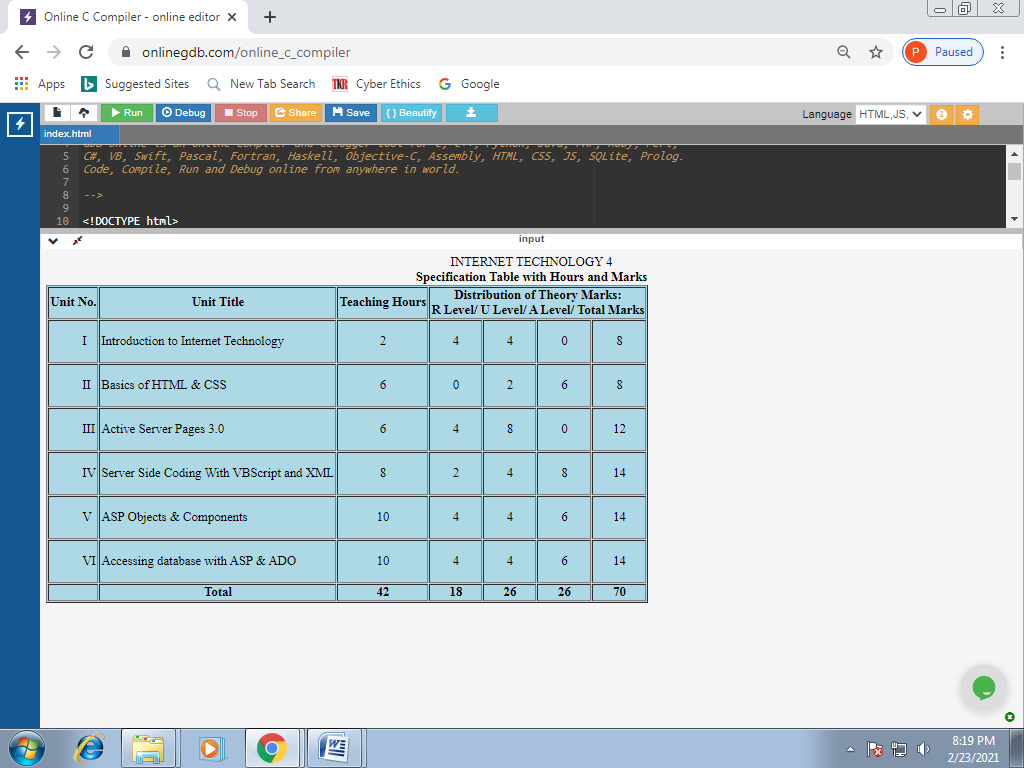 Online C Compiler - online editor
onlinegdb.com/online_c_compiler
P Paused
Apps Suggested Sites New Tab Search TKR Cyber Ethics G Google
Run Debug Stop Share Save { } Beautify Language HTML,JS,
index.html
5 C#, VB, Swift, Pascal, Fortran, Haskell, Objective-C, Assembly, HTML, CSS, JS, SQLite, Prolog.
6 Code, Compile, Run and Debug online from anywhere in world.
7
8 -->
9
10 <!DOCTYPE html>
input
INTERNET TECHNOLOGY 4
Specification Table with Hours and Marks
Unit No. Unit Title Teaching Hours Distribution of Theory Marks:
R Level/ U Level/ A Level/ Total Marks
I Introduction to Internet Technology 2 4 4 0 8
II Basics of HTML & CSS 6 0 2 6 8
III Active Server Pages 3.0 6 4 8 0 12
IV Server Side Coding With VBScript and XML 8 2 4 8 14
V ASP Objects & Components 10 4 4 6 14
VI Accessing database with ASP & ADO 10 4 4 6 14
Total 42 18 26 26 70
8:19 PM
2/23/2021